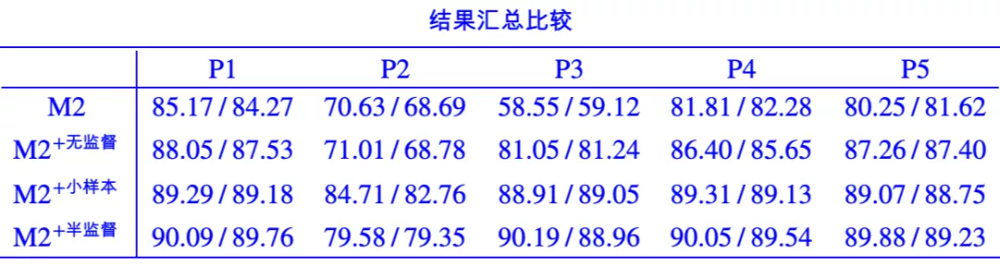 结果汇总比较
P1 P2 P3 P4 P5
M2 85.17 / 84.27 70.63 / 68.69 58.55 / 59.12 81.81 / 82.28 80.25 / 81.62
M2+无监督 88.05 / 87.53 71.01 / 68.78 81.05 / 81.24 86.40 / 85.65 87.26 / 87.40
M2+小样本 89.29 / 89.18 84.71 / 82.76 88.91 / 89.05 89.31 / 89.13 89.07 / 88.75
M2+半监督 90.09 / 89.76 79.58 / 79.35 90.19 / 88.96 90.05 / 89.54 89.88 / 89.23